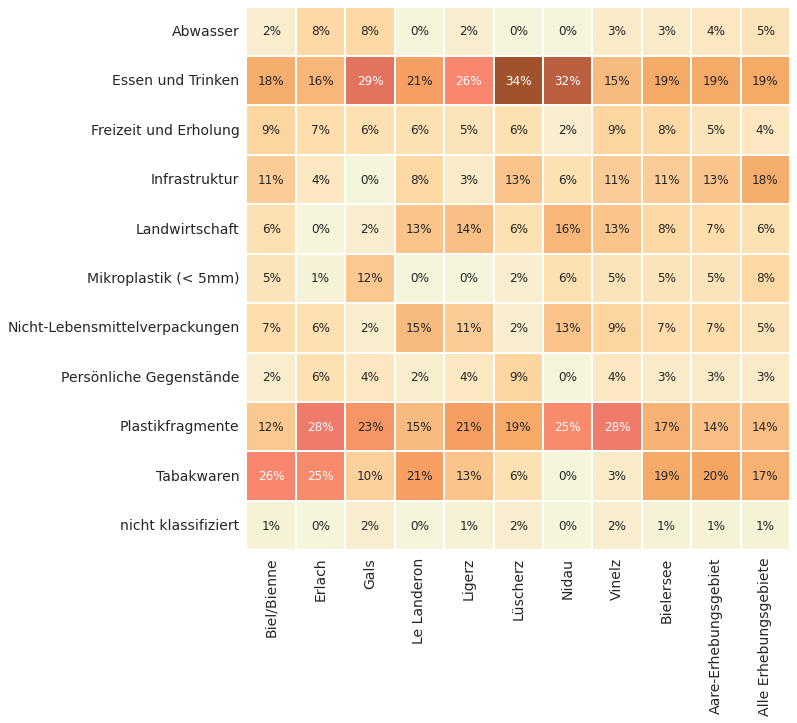 Abwasser 2% 8% 8% 0% 2% 0% 0% 3% 3% 4% 5%
Essen und Trinken 18% 16% 29% 21% 26% 34% 32% 15% 19% 19% 19%
Freizeit und Erholung 9% 7% 6% 6% 5% 6% 2% 9% 8% 5% 4%
Infrastruktur 11% 4% 0% 8% 3% 13% 6% 11% 11% 13% 18%
Landwirtschaft 6% 0% 2% 13% 14% 6% 16% 13% 8% 7% 6%
Mikroplastik (< 5mm) 5% 1% 12% 0% 0% 2% 6% 5% 5% 5% 8%
Nicht-Lebensmittelverpackungen 7% 6% 2% 15% 11% 2% 13% 9% 7% 7% 5%
Persönliche Gegenstände 2% 6% 4% 2% 4% 9% 0% 4% 3% 3% 3%
Plastikfragmente 12% 28% 23% 15% 21% 19% 25% 28% 17% 14% 14%
Tabakwaren 26% 25% 10% 21% 13% 6% 0% 3% 19% 20% 17%
nicht klassifiziert 1% 0% 2% 0% 1% 2% 0% 2% 1% 1% 1%
Biel/Bienne
Erlach
Gals
Le Landeron
Ligerz
Lüscherz
Nidau
Vinelz
Bielersee
Aare-Erhebungsgebiet
Alle Erhebungsgebiete